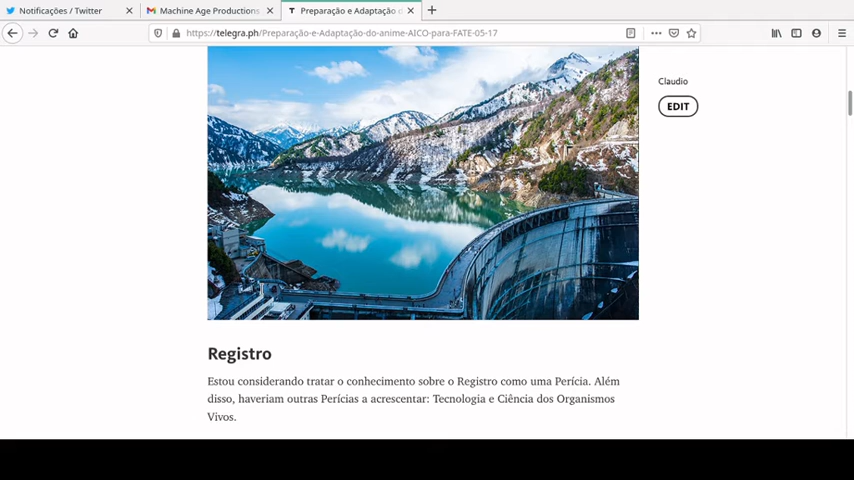 Notificações / Twitter
Machine Age Productions
Preparação e Adaptação d
https://telegra.ph/Preparação-e-Adaptação-do-anime-AICO-para-FATE-05-17
Claudio
EDIT
Registro
Estou considerando tratar o conhecimento sobre o Registro como uma Perícia. Além
disso, haveriam outras Perícias a acrescentar: Tecnologia e Ciência dos Organismos
Vivos.